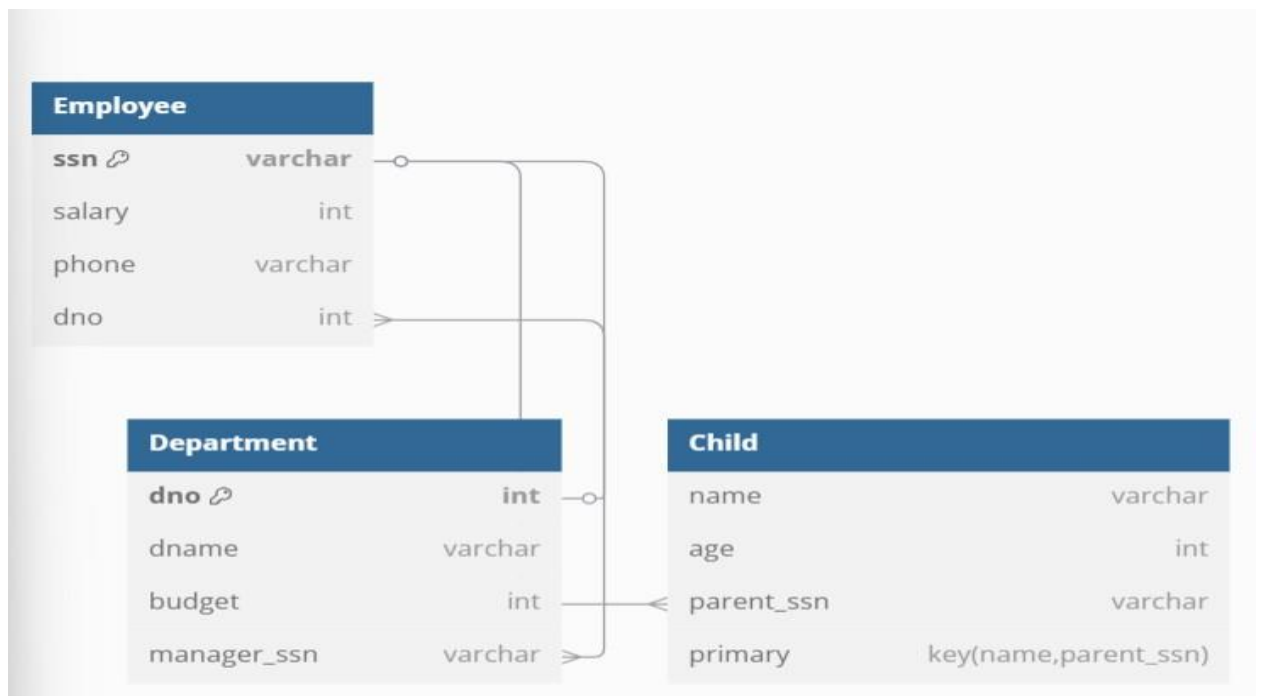 Employee
ssn varchar
salary int
phone varchar
dno int
Department
dno int
dname varchar
budget int
manager_ssn varchar
Child
name varchar
age int
parent_ssn varchar
primary key(name,parent_ssn)